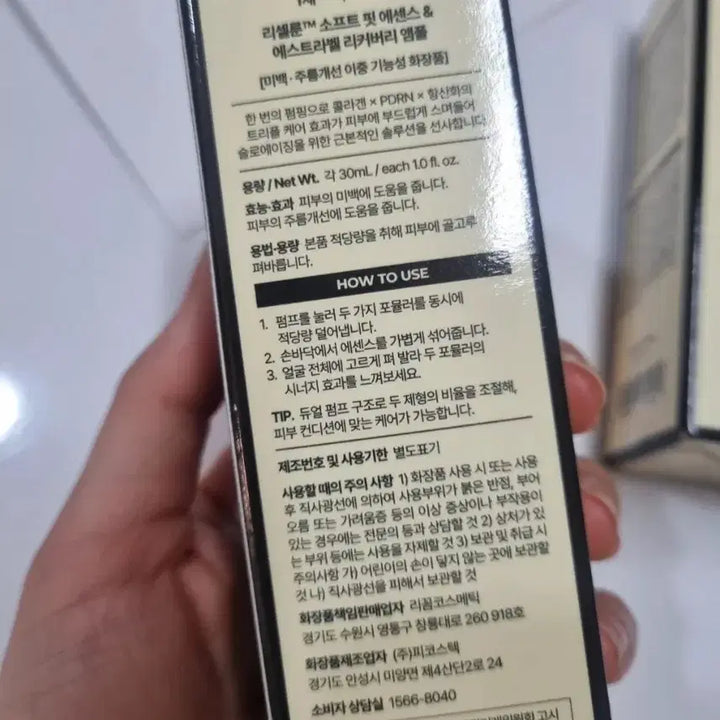 리셀룬™ 소프트 핏 에센스 &
에스트라벨 리커버리 앰플
[미백·주름개선 이중 기능성 화장품]
한 번의 펌핑으로 콜라겐 × PDRN × 항산화의
트리플 케어 효과가 피부에 부드럽게 스며들어
슬로에이징을 위한 근본적인 솔루션을 선사합니다.
용량 / Net Wt. 각 30mL / each 1.0 fl. oz.
효능·효과 피부의 미백에 도움을 줍니다.
피부의 주름개선에 도움을 줍니다.
용법·용량 본품 적당량을 취해 피부에 골고루
펴바릅니다.
HOW TO USE
1. 펌프를 눌러 두 가지 포뮬러를 동시에
적당량 덜어냅니다.
2. 손바닥에서 에센스를 가볍게 섞어줍니다.
3. 얼굴 전체에 고르게 펴 발라 두 포뮬러의
시너지 효과를 느껴보세요.
TIP. 듀얼 펌프 구조로 두 제형의 비율을 조절해,
피부 컨디션에 맞는 케어가 가능합니다.
제조번호 및 사용기한 별도표기
사용할 때의 주의 사항 1) 화장품 사용 시 또는 사용
후 직사광선에 의하여 사용부위가 붉은 반점, 부어
오름 또는 가려움증 등의 이상 증상이나 부작용이
있는 경우에는 전문의 등과 상담할 것 2) 상처가 있
는 부위 등에는 사용을 자제할 것 3) 보관 및 취급 시
주의사항 가) 어린이의 손이 닿지 않는 곳에 보관할
것 나) 직사광선을 피해서 보관할 것
화장품책임판매업자 리꼼코스메틱
경기도 수원시 영통구 창룡대로 260 918호
화장품제조업자 (주)피코스텍
경기도 안성시 미양면 제4산단2로 24
소비자 상담실 1566-8040